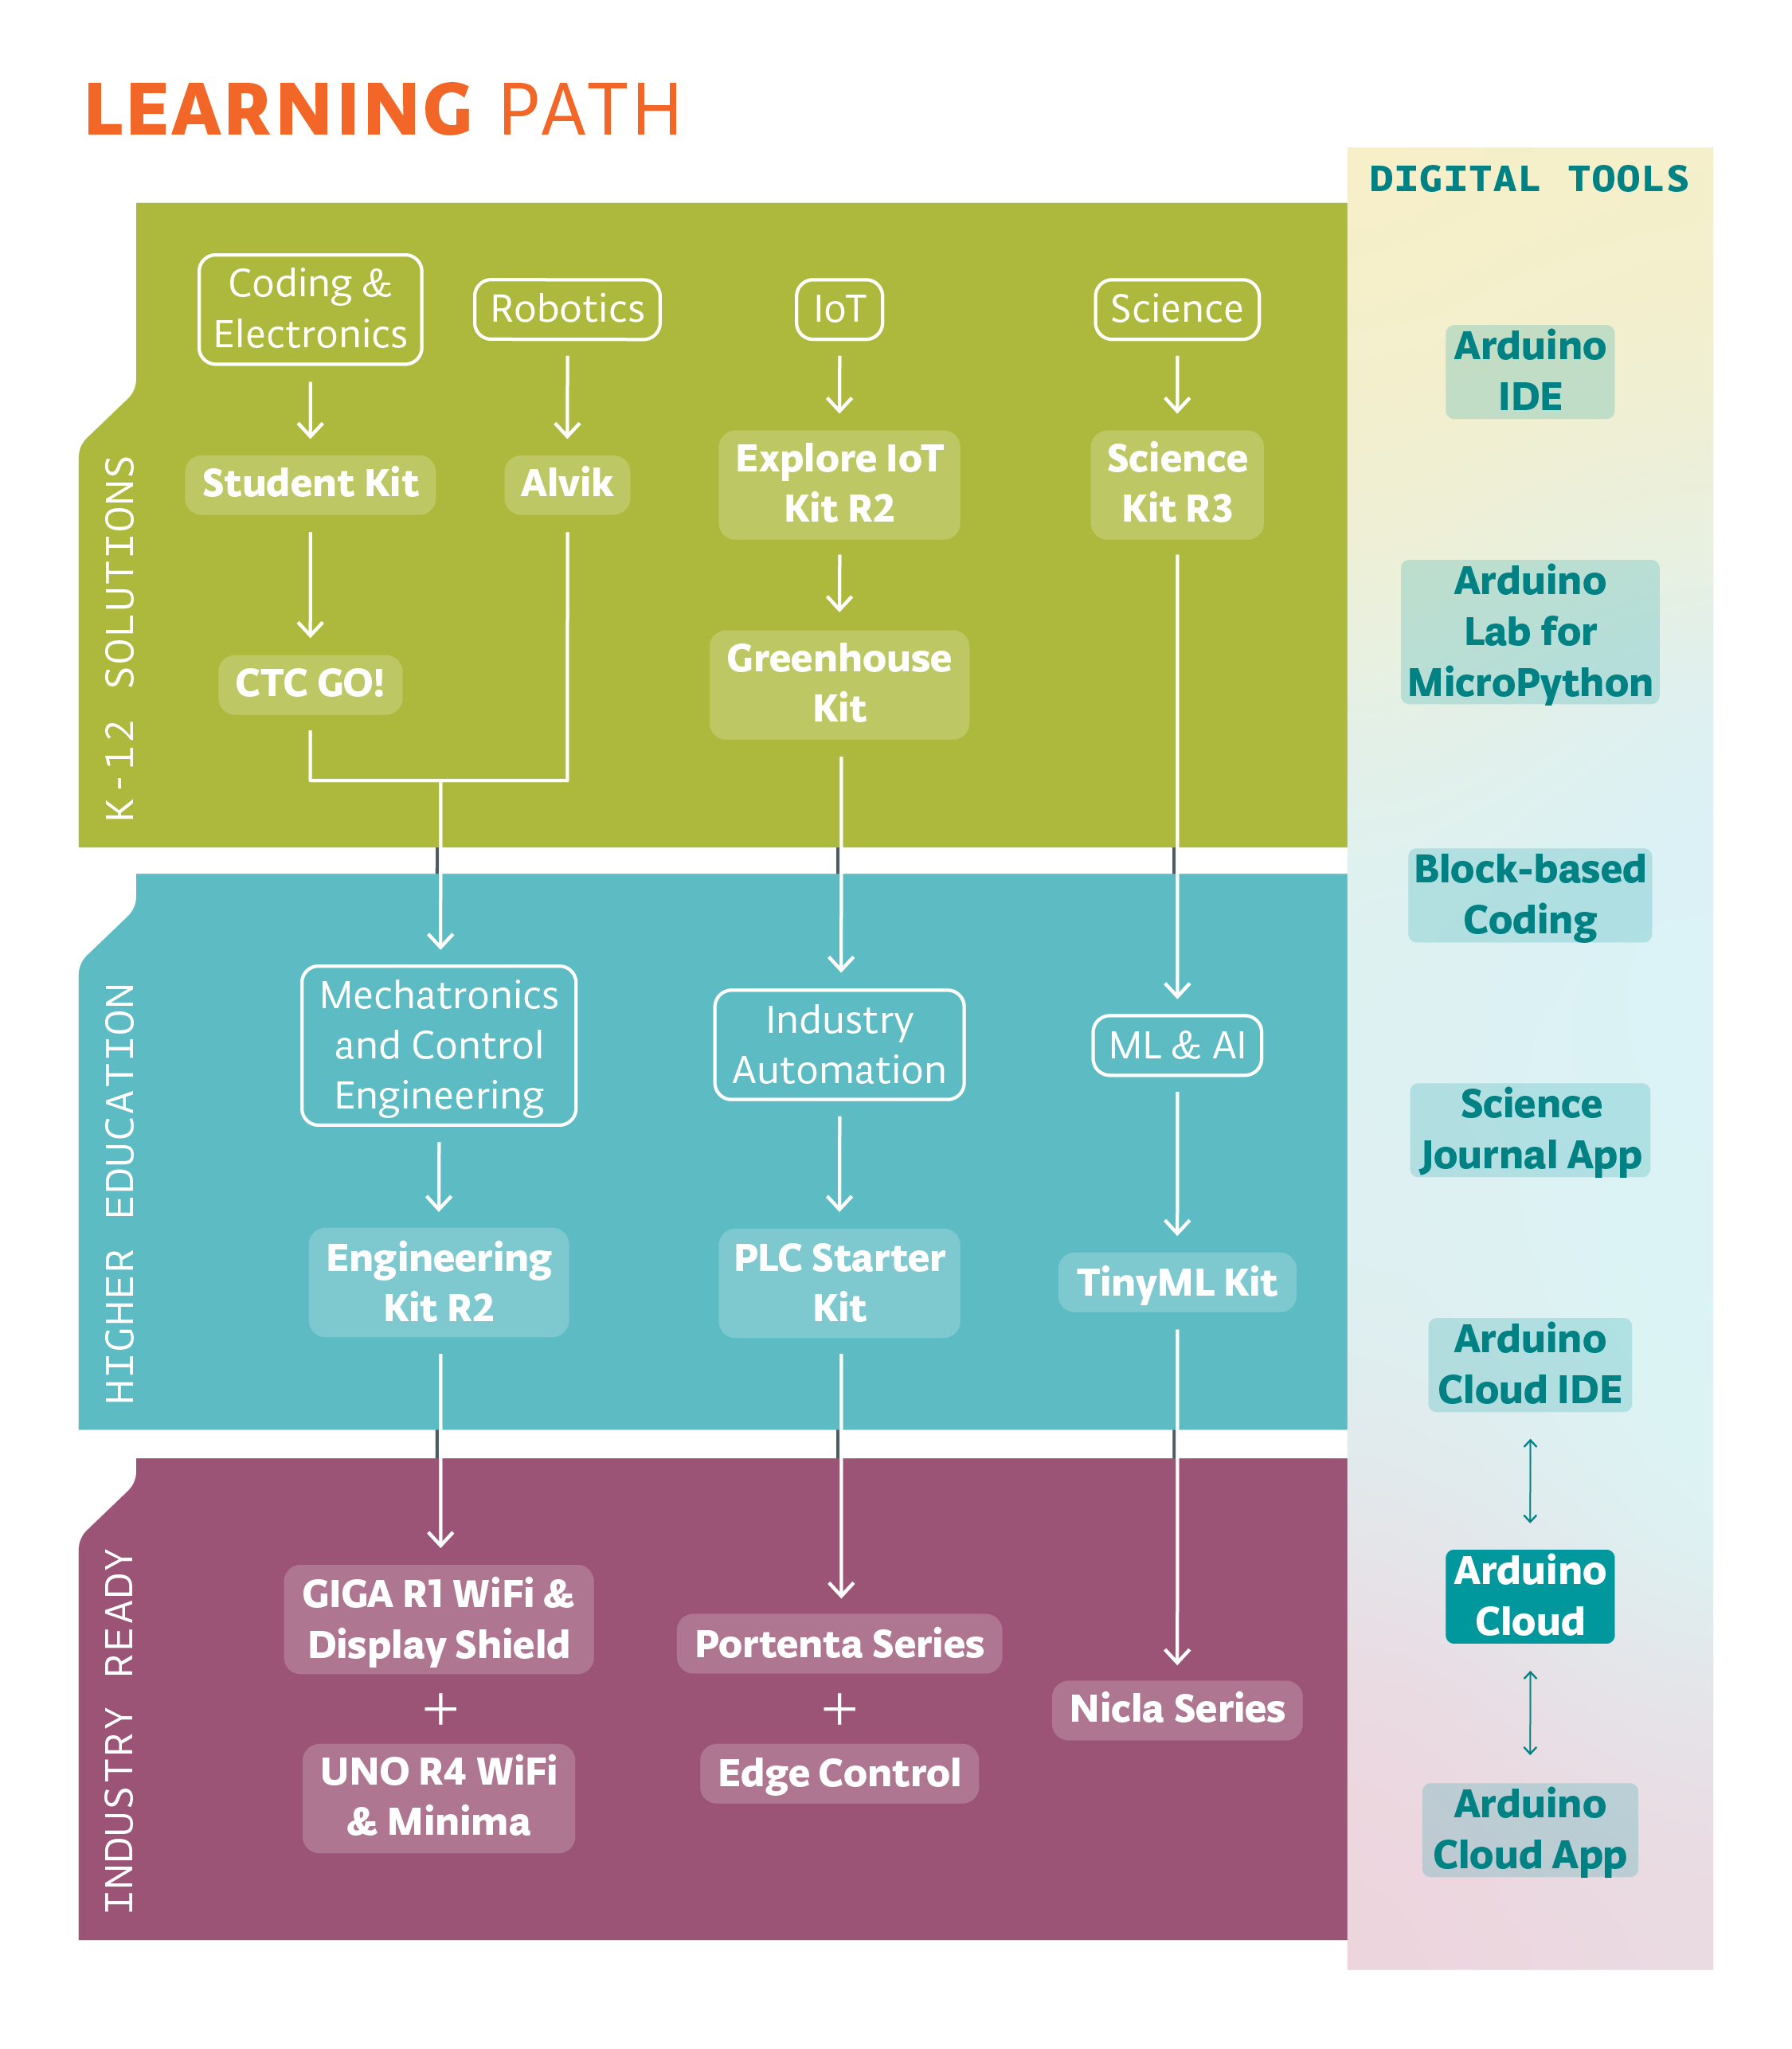 LEARNING PATH
K-12 SOLUTIONS
Coding &
Electronics
Robotics
IoT
Science
Student Kit
Alvik
Explore IoT
Kit R2
Science
Kit R3
CTC GO!
Greenhouse
Kit
HIGHER EDUCATION
Mechatronics
and Control
Engineering
Industry
Automation
ML & AI
Engineering
Kit R2
PLC Starter
Kit
TinyML Kit
INDUSTRY READY
GIGA R1 WiFi &
Display Shield
+
UNO R4 WiFi
& Minima
Portenta Series
+
Edge Control
Nicla Series
DIGITAL TOOLS
Arduino
IDE
Arduino
Lab for
MicroPython
Block-based
Coding
Science
Journal App
Arduino
Cloud IDE
Arduino
Cloud
Arduino
Cloud App